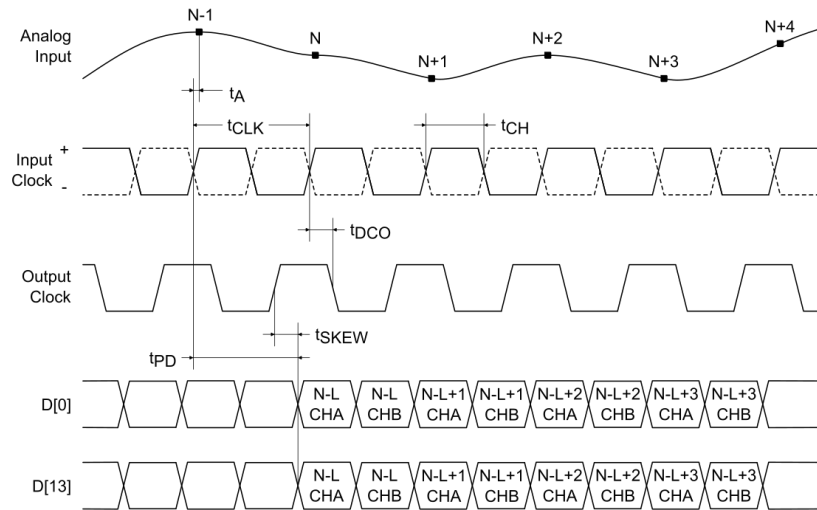 N-1 N N+1 N+2 N+3 N+4
Analog
Input
tA
tCLK tCH
Input
Clock
+
-
tDCO
Output
Clock
tSKEW
tPD
D[0]
N-L N-L N-L+1 N-L+1 N-L+2 N-L+2 N-L+3 N-L+3
CHA CHB CHA CHB CHA CHB CHA CHB
D[13]
N-L N-L N-L+1 N-L+1 N-L+2 N-L+2 N-L+3 N-L+3
CHA CHB CHA CHB CHA CHB CHA CHB